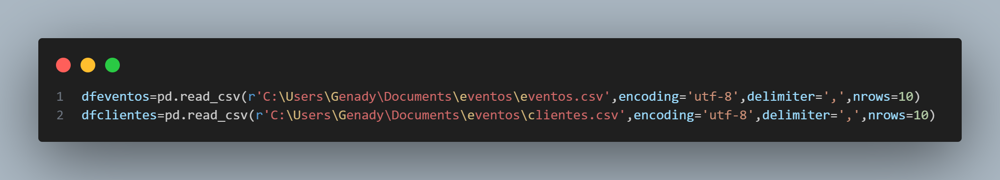 1 dfeventos=pd.read_csv(r'C:\Users\Genady\Documents\eventos\eventos.csv',encoding='utf-8',delimiter=',',nrows=10)
2 dfclientes=pd.read_csv(r'C:\Users\Genady\Documents\eventos\clientes.csv',encoding='utf-8',delimiter=',',nrows=10)